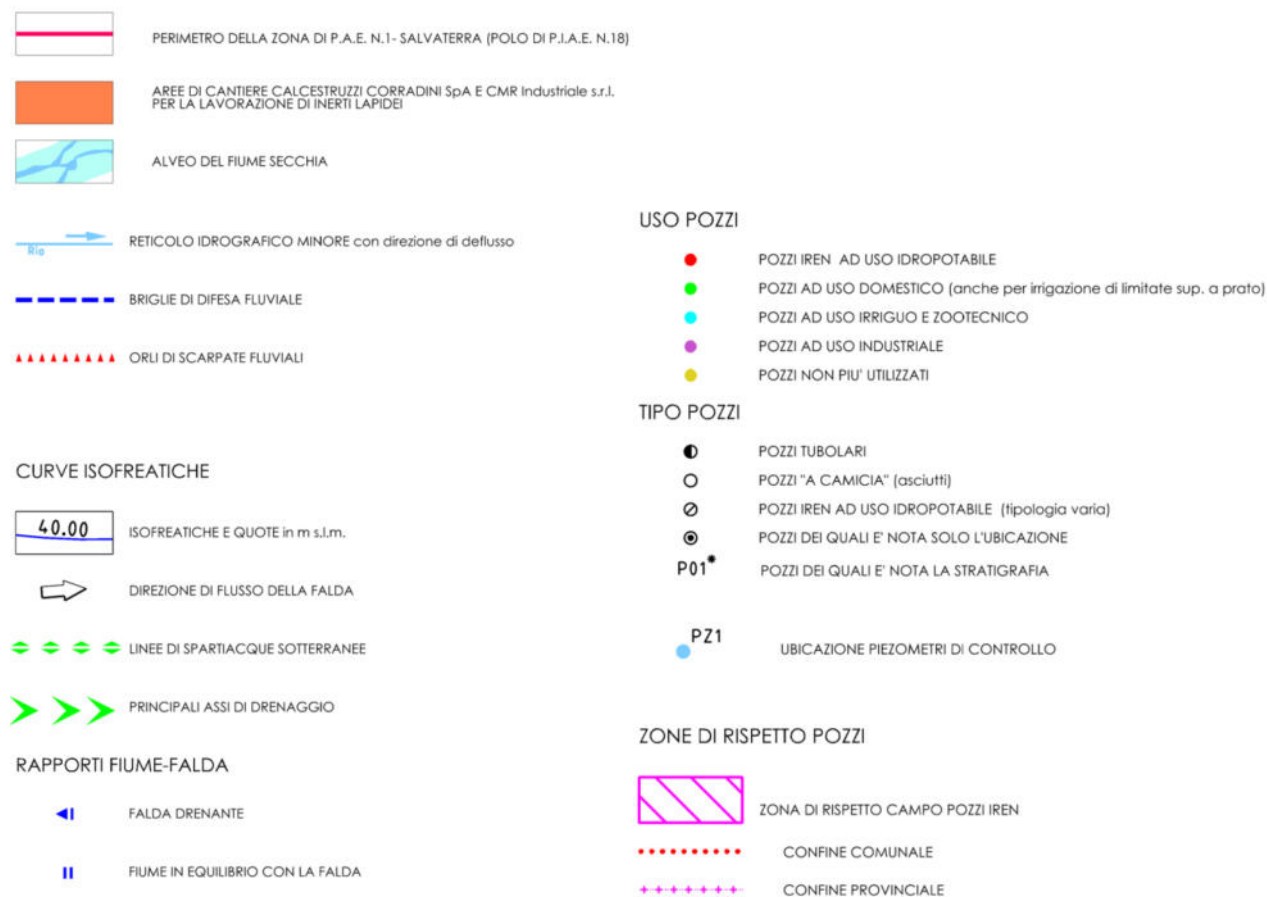 PERIMETRO DELLA ZONA DI P.A.E. N.1- SALVATERRA (POLO DI P.I.A.E. N.18)
AREE DI CANTIERE CALCESTRUZZI CORRADINI SpA E CMR Industriale s.r.l.
PER LA LAVORAZIONE DI INERTI LAPIDEI
ALVEO DEL FIUME SECCHIA
Rio
RETICOLO IDROGRAFICO MINORE con direzione di deflusso
BRIGLIE DI DIFESA FLUVIALE
ORLI DI SCARPATE FLUVIALI
CURVE ISOFREATICHE
40.00
ISOFREATICHE E QUOTE in m s.l.m.
DIREZIONE DI FLUSSO DELLA FALDA
LINEE DI SPARTIACQUE SOTTERRANEE
PRINCIPALI ASSI DI DRENAGGIO
RAPPORTI FIUME-FALDA
FALDA DRENANTE
FIUME IN EQUILIBRIO CON LA FALDA
USO POZZI
POZZI IREN AD USO IDROPOTABILE
POZZI AD USO DOMESTICO (anche per irrigazione di limitate sup. a prato)
POZZI AD USO IRRIGUO E ZOOTECNICO
POZZI AD USO INDUSTRIALE
POZZI NON PIU' UTILIZZATI
TIPO POZZI
POZZI TUBOLARI
POZZI "A CAMICIA" (asciutti)
POZZI IREN AD USO IDROPOTABILE (tipologia varia)
POZZI DEI QUALI E' NOTA SOLO L'UBICAZIONE
P01* POZZI DEI QUALI E' NOTA LA STRATIGRAFIA
PZ1
UBICAZIONE PIEZOMETRI DI CONTROLLO
ZONE DI RISPETTO POZZI
ZONA DI RISPETTO CAMPO POZZI IREN
CONFINE COMUNALE
CONFINE PROVINCIALE